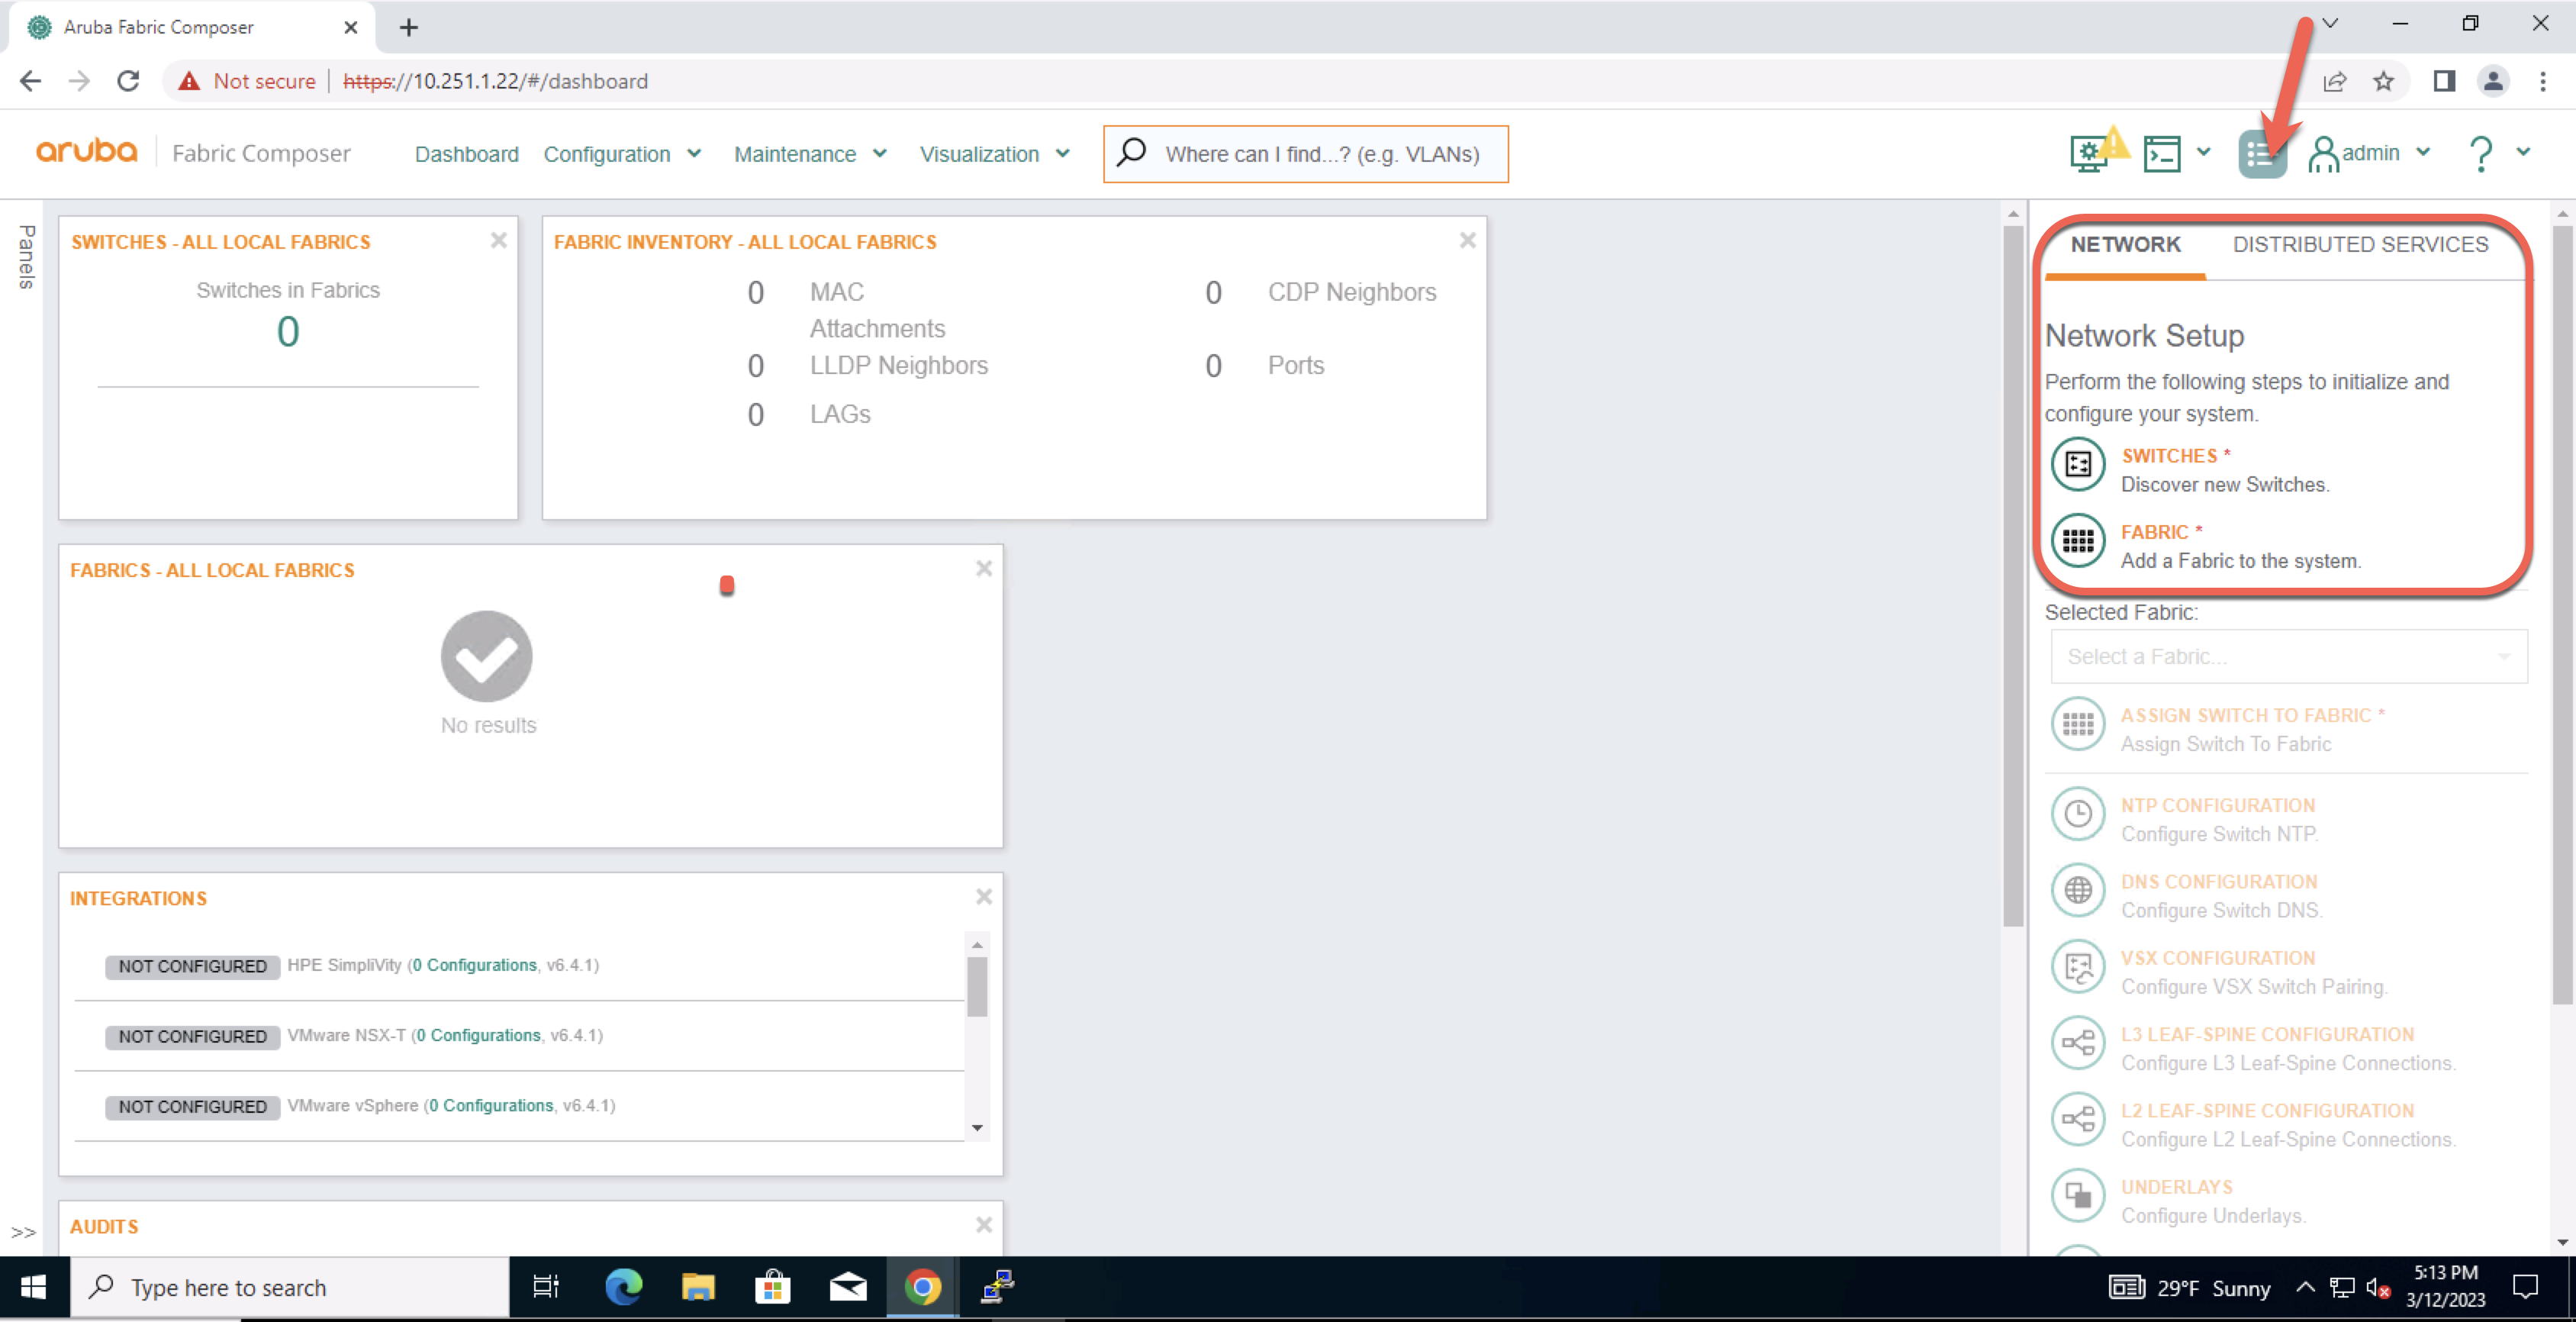 Aruba Fabric Composer
Not secure
https://10.251.1.22/#/dashboard
aruba
Fabric Composer
Dashboard
Configuration
Maintenance
Visualization
Where can I find...? (e.g. VLANs)
admin
?
Panels
SWITCHES - ALL LOCAL FABRICS
Switches in Fabrics
0
FABRIC INVENTORY - ALL LOCAL FABRICS
0 MAC Attachments
0 CDP Neighbors
0 LLDP Neighbors
0 Ports
0 LAGs
FABRICS - ALL LOCAL FABRICS
No results
INTEGRATIONS
NOT CONFIGURED HPE SimpliVity (0 Configurations, v6.4.1)
NOT CONFIGURED VMware NSX-T (0 Configurations, v6.4.1)
NOT CONFIGURED VMware vSphere (0 Configurations, v6.4.1)
AUDITS
>>
NETWORK
DISTRIBUTED SERVICES
Network Setup
Perform the following steps to initialize and
configure your system.
SWITCHES *
Discover new Switches.
FABRIC *
Add a Fabric to the system.
Selected Fabric:
Select a Fabric...
ASSIGN SWITCH TO FABRIC *
Assign Switch To Fabric
NTP CONFIGURATION
Configure Switch NTP.
DNS CONFIGURATION
Configure Switch DNS.
VSX CONFIGURATION
Configure VSX Switch Pairing.
L3 LEAF-SPINE CONFIGURATION
Configure L3 Leaf-Spine Connections.
L2 LEAF-SPINE CONFIGURATION
Configure L2 Leaf-Spine Connections.
UNDERLAYS
Configure Underlays.
Type here to search
29°F Sunny
5:13 PM
3/12/2023